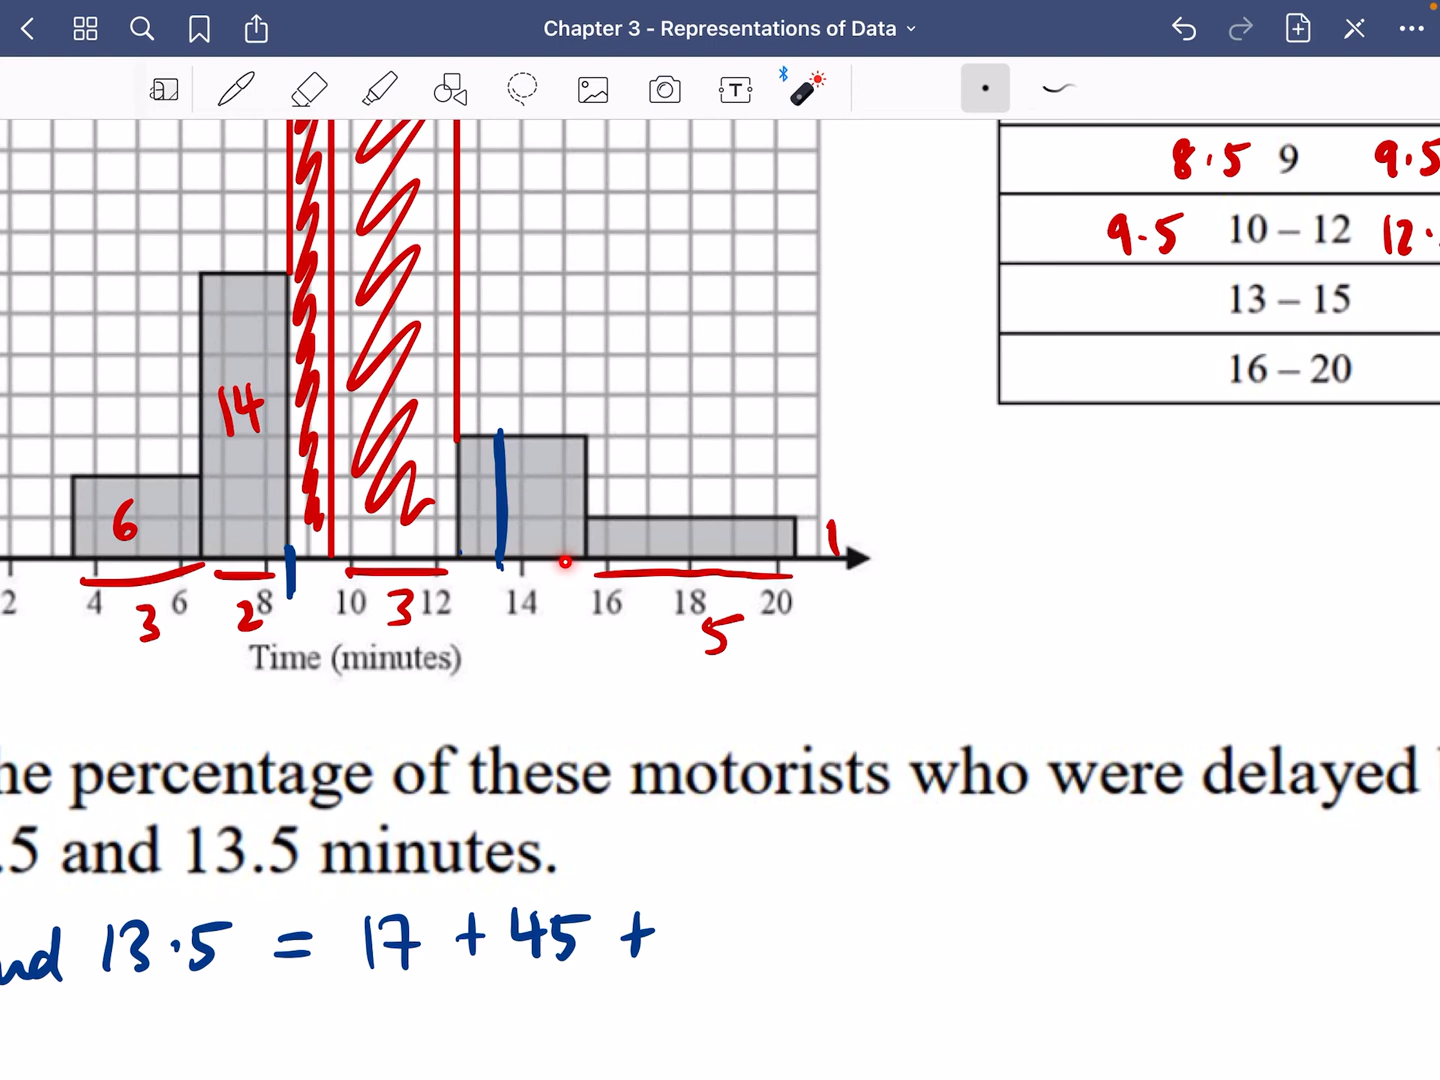 Chapter 3 - Representations of Data
8.5 9 9.5
9.5 10 – 12 12.
13 – 15
16 – 20
14
6
1
2 4 6 8 10 12 14 16 18 20
3 2 3 5
Time (minutes)
he percentage of these motorists who were delayed
.5 and 13.5 minutes.
nd 13.5 = 17 + 45 +